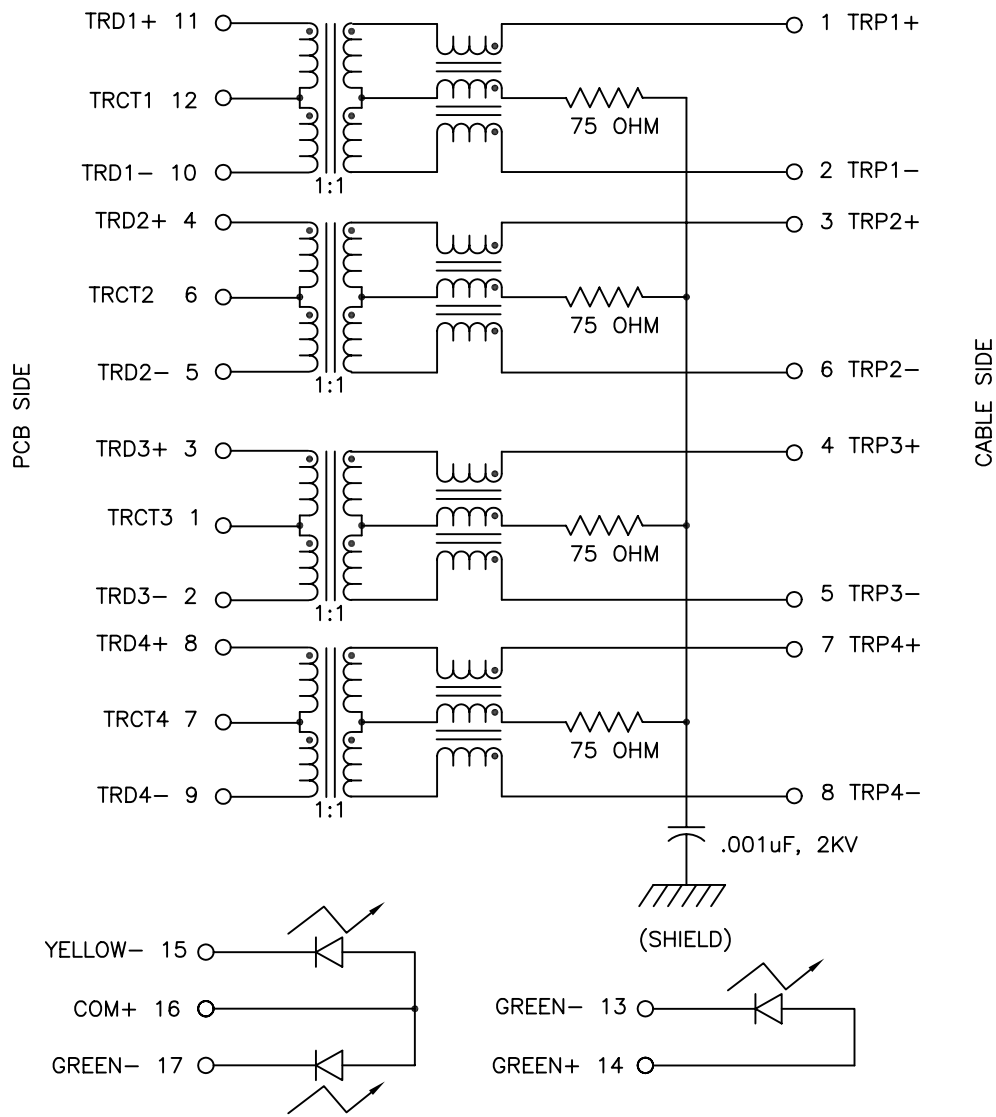 TRD1+ 11
1 TRP1+
TRCT1 12
75 OHM
TRD1- 10
2 TRP1-
1:1
TRD2+ 4
3 TRP2+
TRCT2 6
75 OHM
TRD2- 5
6 TRP2-
1:1
PCB SIDE
CABLE SIDE
TRD3+ 3
4 TRP3+
TRCT3 1
75 OHM
TRD3- 2
5 TRP3-
1:1
TRD4+ 8
7 TRP4+
TRCT4 7
75 OHM
TRD4- 9
8 TRP4-
1:1
.001uF, 2KV
(SHIELD)
YELLOW- 15
COM+ 16
GREEN- 17
GREEN- 13
GREEN+ 14